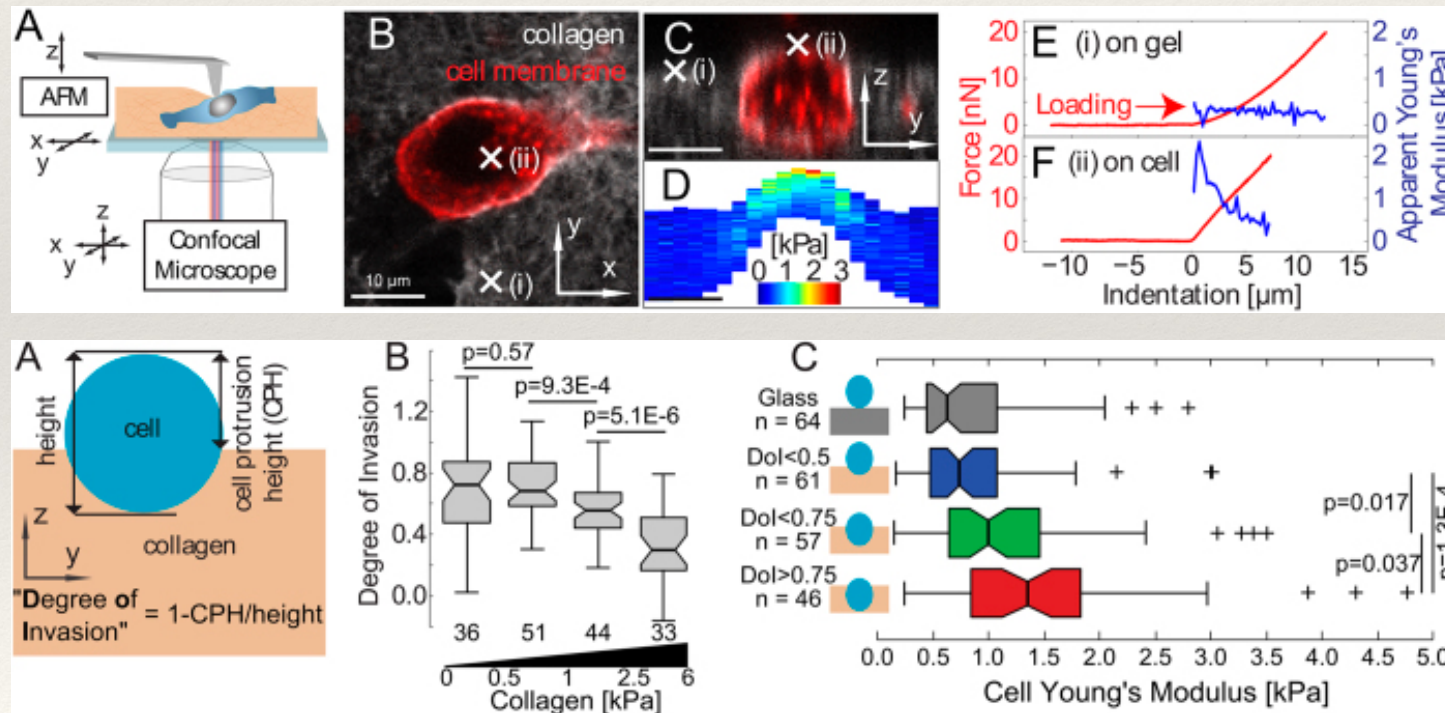 A
z
AFM
x
y
z
x
y
Confocal
Microscope
B
collagen
cell membrane
(ii)
(i)
y
x
10 µm
C
(ii)
(i)
z
y
D
[kPa]
0 1 2 3
E (i) on gel
Loading
F (ii) on cell
Force [nN]
20
10
0
20
10
0
Apparent Young's
Modulus [kPa]
2
1
0
2
1
0
−10 −5 0 5 10 15
Indentation [µm]
A
height
cell
cell protrusion
height (CPH)
z
y
collagen
"Degree of
Invasion" = 1-CPH/height
B
p=0.57
p=9.3E-4
p=5.1E-6
Degree of Invasion
1.2
0.8
0.4
0.0
36 51 44 33
0 0.5 1 2.5 6
Collagen [kPa]
C
Glass
n = 64
DoI<0.5
n = 61
DoI<0.75
n = 57
DoI>0.75
n = 46
p=0.017
p=0.037
p=1.3E-4
0.0 0.5 1.0 1.5 2.0 2.5 3.0 3.5 4.0 4.5 5.0
Cell Young's Modulus [kPa]